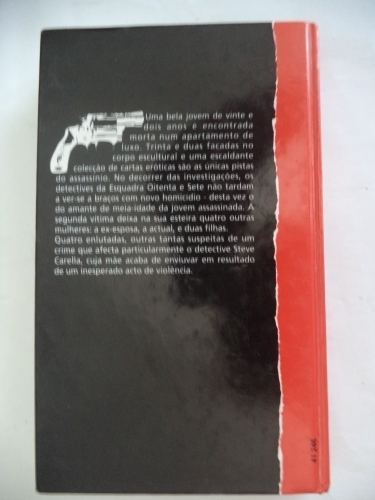 Uma bela jovem de vinte e
dois anos é encontrada
morta num apartamento de
luxo. Trinta e duas facadas no
corpo escultural e uma escaldante
colecção de cartas eróticas são as únicas pistas
do assassínio. No decorrer das investigações, os
detectives da Esquadra Oitenta e Sete não tardam
a ver-se a braços com novo homicídio - desta vez o
do amante de meia-idade da jovem assassinada. A
segunda vítima deixa na sua esteira quatro outras
mulheres: a ex-esposa, a actual, e duas filhas.
Quatro enlutadas, outras tantas suspeitas de um
crime que afecta particularmente o detective Steve
Carella, cuja mãe acaba de enviuvar em resultado
de um inesperado acto de violência.
41 246